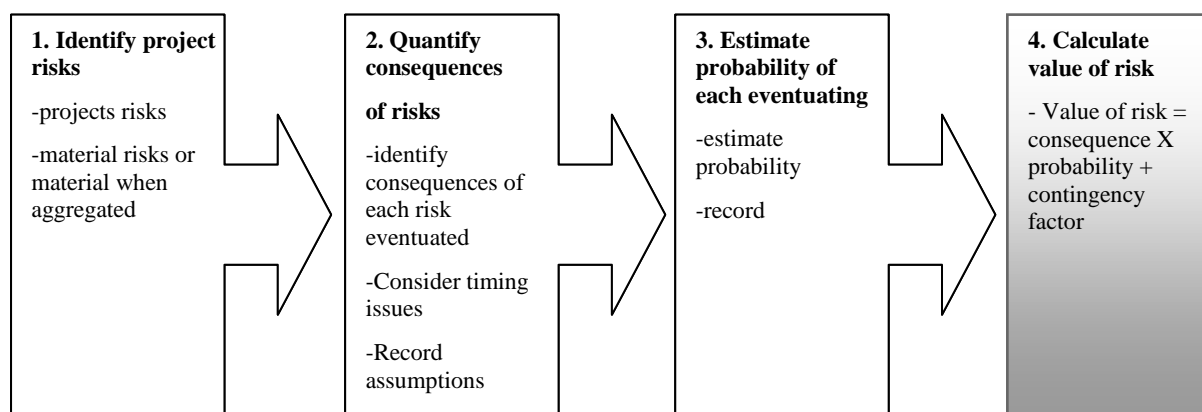 1. Identify project
risks
-projects risks
-material risks or
material when
aggregated
2. Quantify
consequences
of risks
-identify
consequences of
each risk
eventuated
-Consider timing
issues
-Record
assumptions
3. Estimate
probability of
each eventuating
-estimate
probability
-record
4. Calculate
value of risk
- Value of risk =
consequence X
probability +
contingency
factor